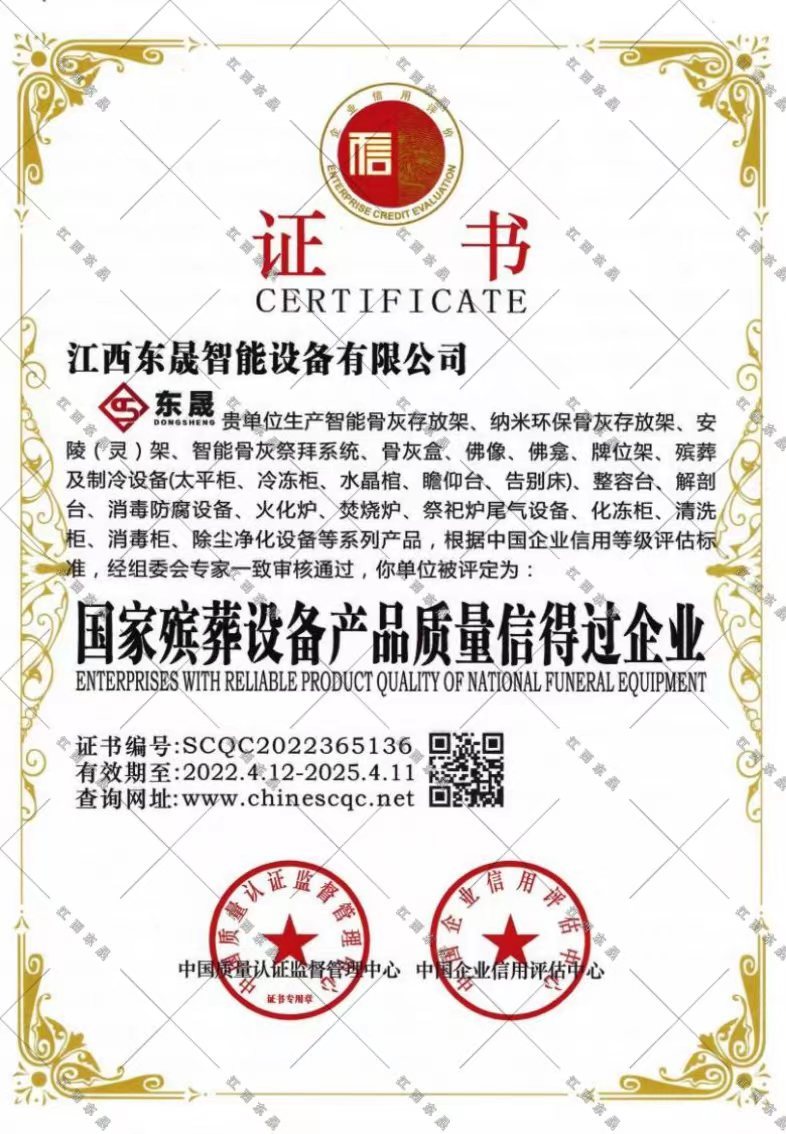 企业信用评价
信
ENTERPRISE CREDIT EVALUATION
证 书
CERTIFICATE
江西东晟智能设备有限公司
东晟
DONGSHENG
贵单位生产智能骨灰存放架、纳米环保骨灰存放架、安
陵（灵）架、智能骨灰祭拜系统、骨灰盒、佛像、佛龛、牌位架、殡葬
及制冷设备(太平柜、冷冻柜、水晶棺、瞻仰台、告别床)、整容台、解剖
台、消毒防腐设备、火化炉、焚烧炉、祭祀炉尾气设备、化冻柜、清洗
柜、消毒柜、除尘净化设备等系列产品，根据中国企业信用等级评估标
准，经组委会专家一致审核通过，你单位被评定为：
国家殡葬设备产品质量信得过企业
ENTERPRISES WITH RELIABLE PRODUCT QUALITY OF NATIONAL FUNERAL EQUIPMENT
证书编号:SCQC2022365136
有效期至:2022.4.12-2025.4.11
查询网址:www.chinescqc.net
中国质量认证监督管理中心
证书专用章
中国企业信用评估中心
中国质量认证监督管理中心 中国企业信用评估中心
江西东晟